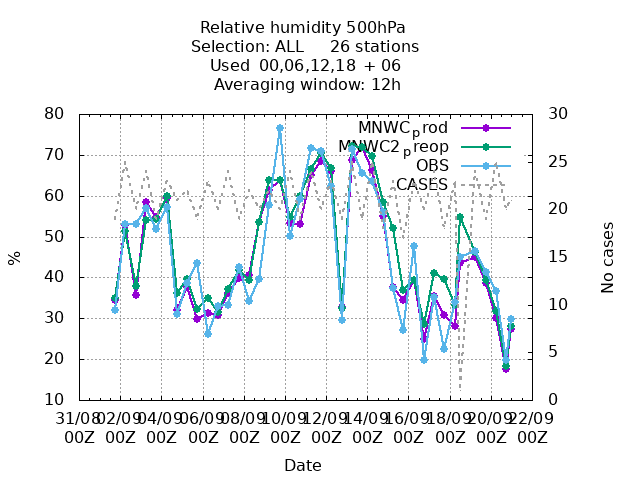 Relative humidity 500hPa
Selection: ALL 26 stations
Used 00,06,12,18 + 06
Averaging window: 12h
MNWCprod
MNWC2preop
OBS
CASES
80
70
60
50
40
30
20
10
%
30
25
20
15
10
5
0
No cases
31/08 02/09 04/09 06/09 08/09 10/09 12/09 14/09 16/09 18/09 20/09 22/09
00Z 00Z 00Z 00Z 00Z 00Z 00Z 00Z 00Z 00Z 00Z 00Z
Date